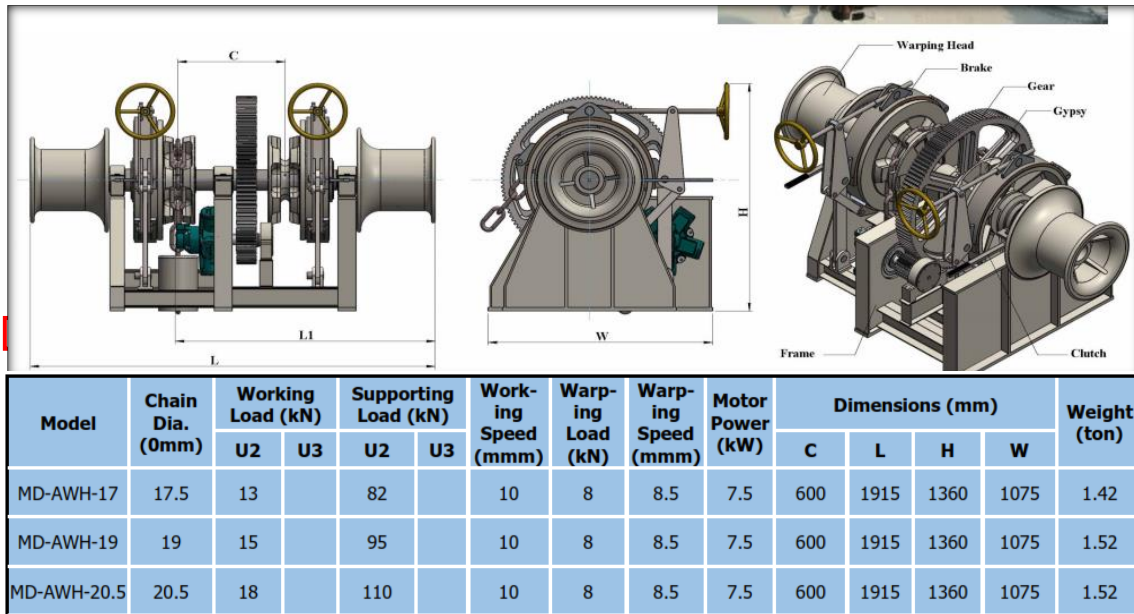 C
L1
L
H
W
Warping Head
Brake
Gear
Gypsy
Frame
Clutch
Model
Chain
Dia.
(0mm)
Working
Load (kN)
Supporting
Load (kN)
Work-
ing
Speed
(mmm)
Warp-
ing
Load
(kN)
Warp-
ing
Speed
(mmm)
Motor
Power
(kW)
Dimensions (mm)
Weight
(ton)
U2 U3 U2 U3 C L H W
MD-AWH-17 17.5 13 82 10 8 8.5 7.5 600 1915 1360 1075 1.42
MD-AWH-19 19 15 95 10 8 8.5 7.5 600 1915 1360 1075 1.52
MD-AWH-20.5 20.5 18 110 10 8 8.5 7.5 600 1915 1360 1075 1.52